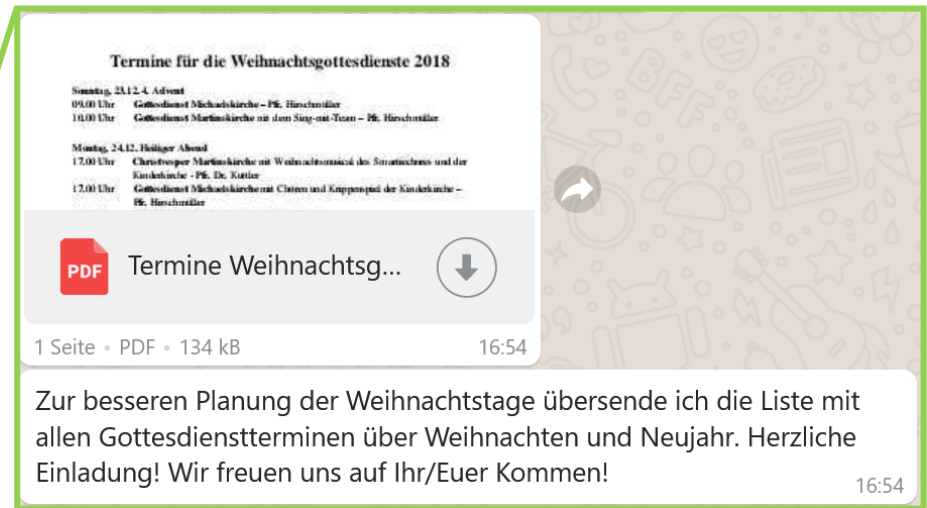 Termine für die Weihnachtsgottesdienste 2018
Sonntag, 23.12. 4. Advent
09.00 Uhr Gottesdienst Michaelskirche – Pfr. Hirschmüller
10.00 Uhr Gottesdienst Martinskirche mit dem Sing-mit-Team – Pfr. Hirschmüller
Montag, 24.12. Heiliger Abend
17.00 Uhr Christvesper Martinskirche mit Weihnachtsmusical des und der
Kinderkirche - Pfr. Dr. Kuttler
17.00 Uhr Gottesdienst Michaelskirche mit Chören und Krippenspiel der Kinderkirche –
Pfr. Hirschmüller
PDF Termine Weihnachtsg...
1 Seite • PDF • 134 kB 16:54
Zur besseren Planung der Weihnachtstage übersende ich die Liste mit
allen Gottesdienstterminen über Weihnachten und Neujahr. Herzliche
Einladung! Wir freuen uns auf Ihr/Euer Kommen!
16:54